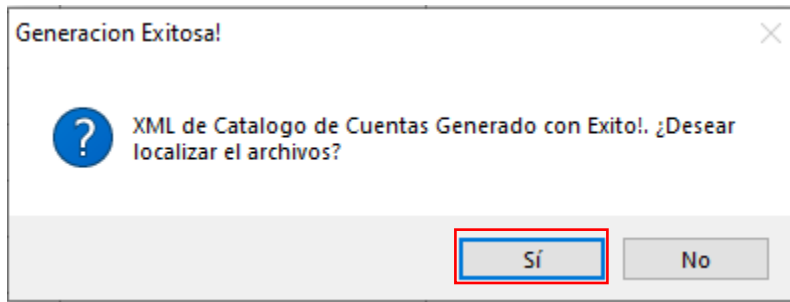 Generacion Exitosa!
?
XML de Catalogo de Cuentas Generado con Exito!. ¿Desear
localizar el archivos?
Sí
No